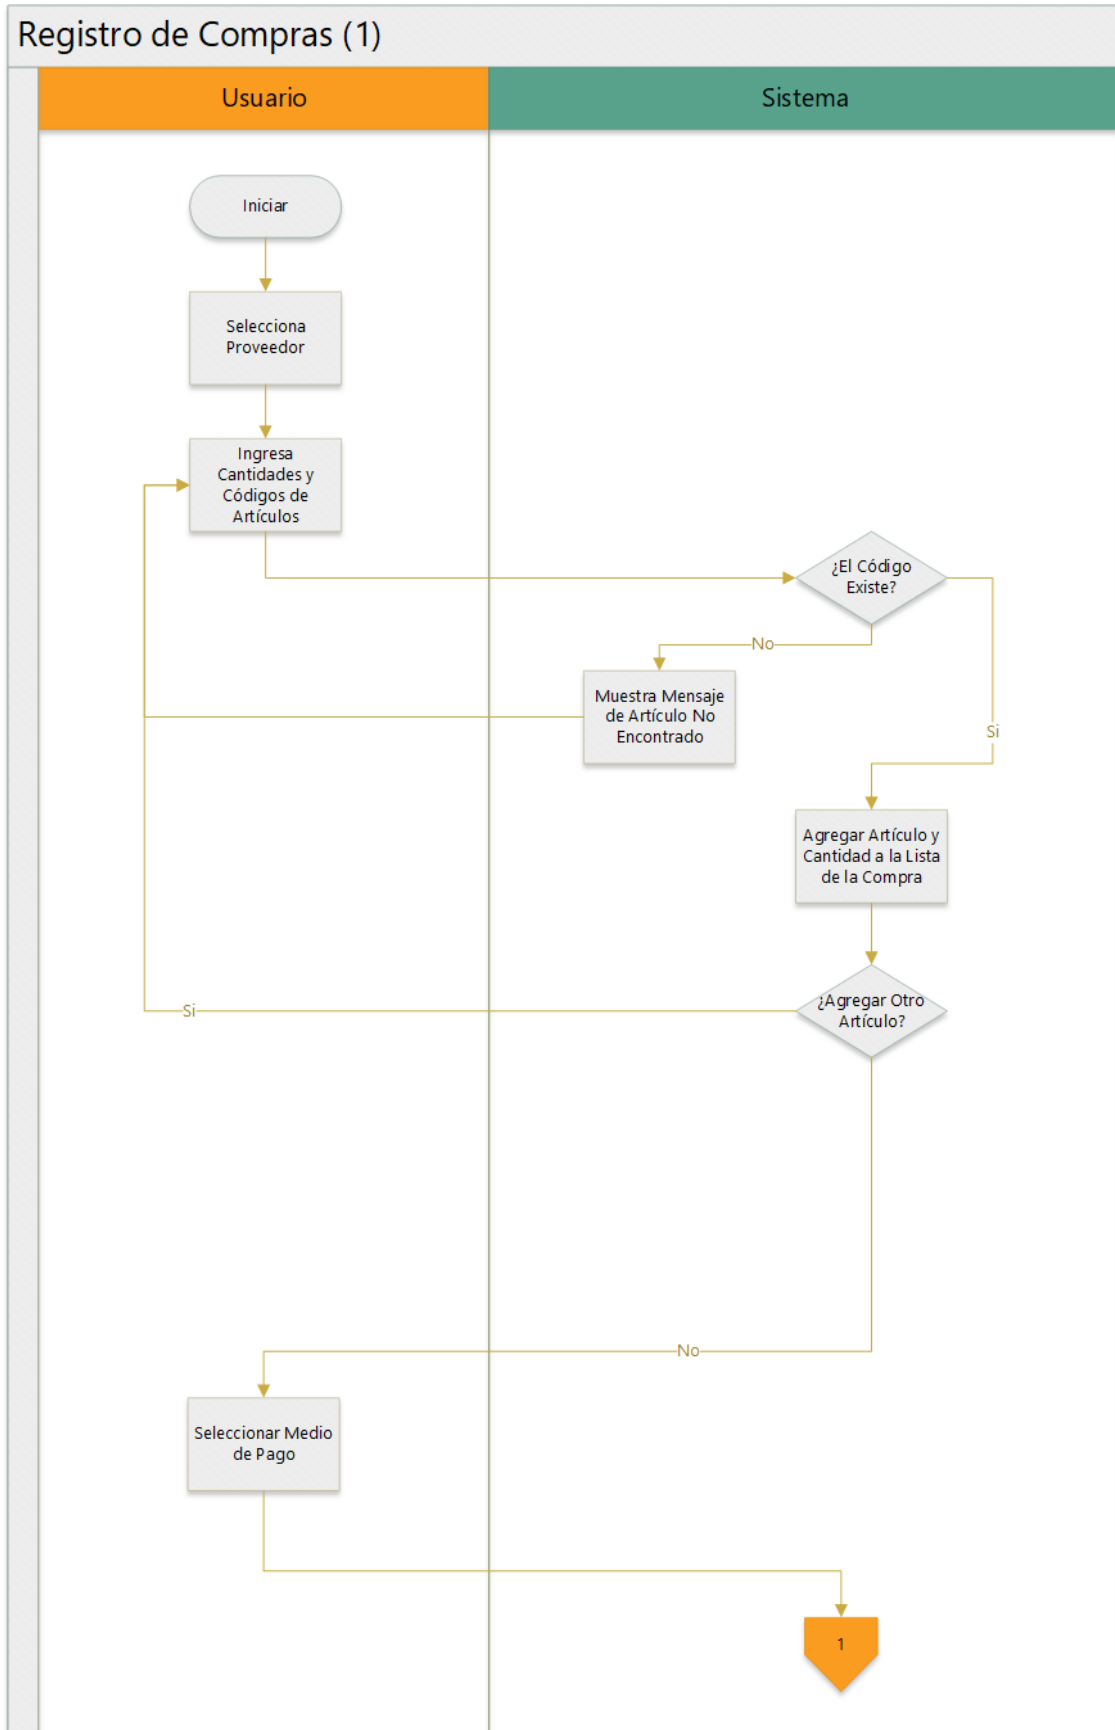 Registro de Compras (1)
Usuario
Sistema
Iniciar
Selecciona
Proveedor
Ingresa
Cantidades y
Códigos de
Artículos
¿El Código
Existe?
No
Muestra Mensaje
de Artículo No
Encontrado
Si
Agregar Artículo y
Cantidad a la Lista
de la Compra
¿Agregar Otro
Artículo?
Si
No
Seleccionar Medio
de Pago
1